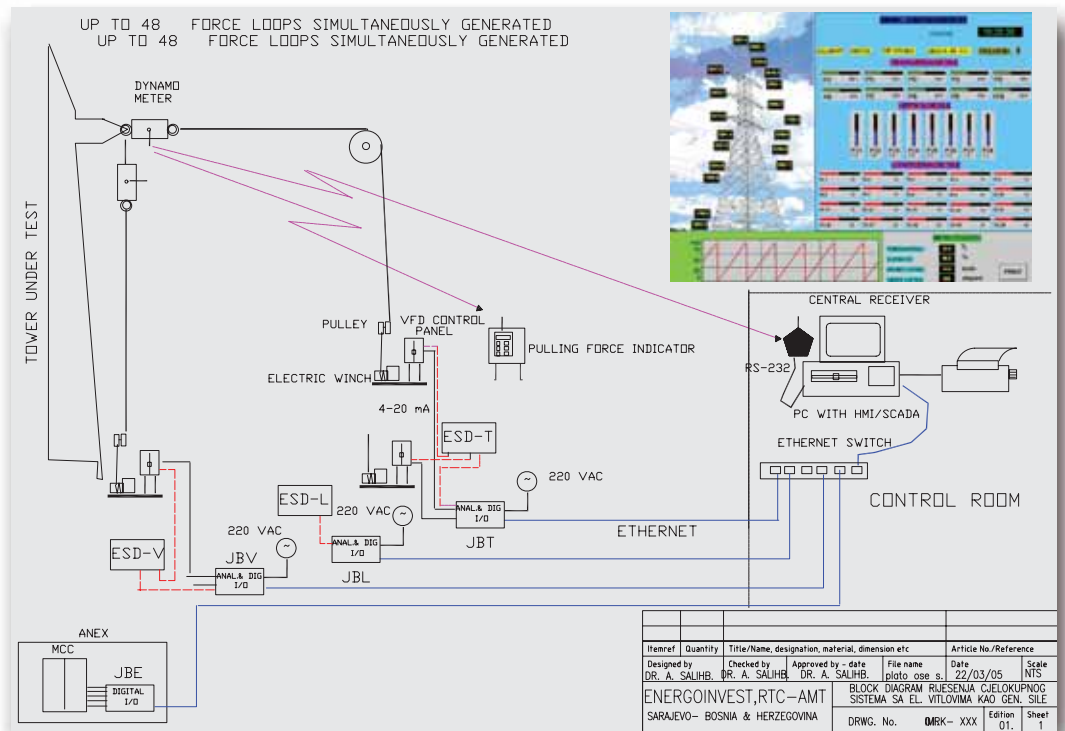 UP TO 48 FORCE LOOPS SIMULTANEOUSLY GENERATED
UP TO 48 FORCE LOOPS SIMULTANEOUSLY GENERATED
DYNAMO
METER
TOWER UNDER TEST
PULLEY
VFD CONTROL
PANEL
PULLING FORCE INDICATOR
ELECTRIC WINCH
4-20 mA
CENTRAL RECEIVER
RS-232
PC WITH HMI/SCADA
ETHERNET SWITCH
CONTROL ROOM
ESD-T
220 VAC
ANAL.& DIG
I/O
JBT
ETHERNET
ESD-L
220 VAC
ANAL.& DIG
I/O
JBL
ESD-V
220 VAC
JBV
ANAL.& DIG
I/O
ANEX
MCC
JBE
DIGITAL
I/O
Itemref Quantity Title/Name, designation, material, dimension etc Article No./Reference
Designed by Checked by Approved by - date File name Date Scale
DR. A. SALIHB. DR. A. SALIHB. DR. A. SALIHB. plato ose s. 22/03/05 NTS
ENERGOINVEST,RTC-AMT
SARAJEVO- BOSNIA & HERZEGOVINA
BLOCK DIAGRAM RIJESENJA CJELOKUPNOG
SISTEMA SA EL. VITLOVIMA KAO GEN. SILE
DRWG. No. 0MRK- XXX Edition 01. Sheet 1